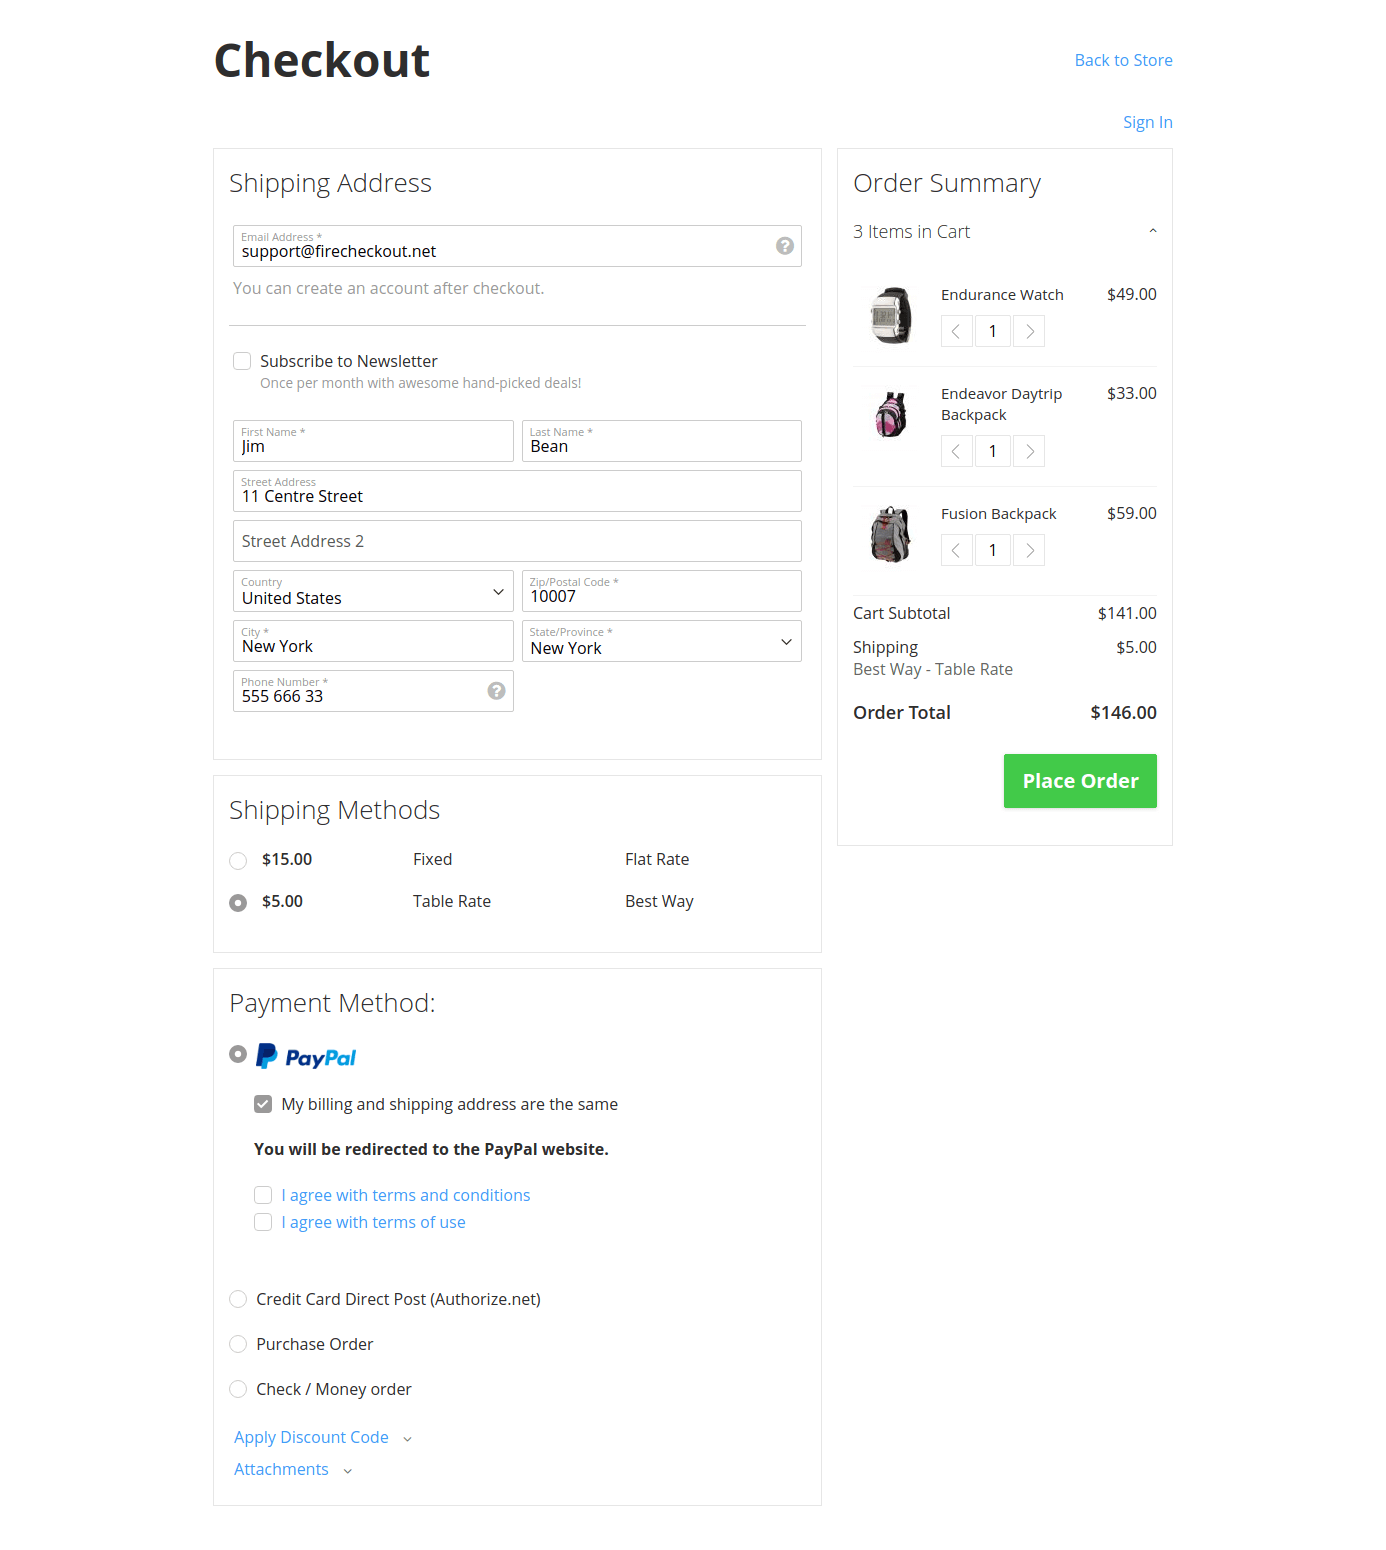 Checkout
Back to Store
Sign In
Shipping Address
Email Address *
support@firecheckout.net
You can create an account after checkout.
Subscribe to Newsletter
Once per month with awesome hand-picked deals!
First Name *
Jim
Last Name *
Bean
Street Address
11 Centre Street
Street Address 2
Country
United States
Zip/Postal Code *
10007
City *
New York
State/Province *
New York
Phone Number *
555 666 33
Shipping Methods
$15.00 Fixed Flat Rate
$5.00 Table Rate Best Way
Payment Method:
PayPal
My billing and shipping address are the same
You will be redirected to the PayPal website.
I agree with terms and conditions
I agree with terms of use
Credit Card Direct Post (Authorize.net)
Purchase Order
Check / Money order
Apply Discount Code
Attachments
Order Summary
3 Items in Cart
Endurance Watch $49.00
1
Endeavor Daytrip $33.00
Backpack
1
Fusion Backpack $59.00
1
Cart Subtotal $141.00
Shipping $5.00
Best Way - Table Rate
Order Total $146.00
Place Order